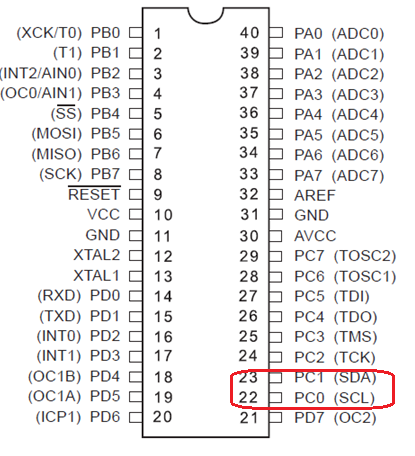 (XCK/T0) PB0 1 40 PA0 (ADC0)
(T1) PB1 2 39 PA1 (ADC1)
(INT2/AIN0) PB2 3 38 PA2 (ADC2)
(OC0/AIN1) PB3 4 37 PA3 (ADC3)
(SS) PB4 5 36 PA4 (ADC4)
(MOSI) PB5 6 35 PA5 (ADC5)
(MISO) PB6 7 34 PA6 (ADC6)
(SCK) PB7 8 33 PA7 (ADC7)
RESET 9 32 AREF
VCC 10 31 GND
GND 11 30 AVCC
XTAL2 12 29 PC7 (TOSC2)
XTAL1 13 28 PC6 (TOSC1)
(RXD) PD0 14 27 PC5 (TDI)
(TXD) PD1 15 26 PC4 (TDO)
(INT0) PD2 16 25 PC3 (TMS)
(INT1) PD3 17 24 PC2 (TCK)
(OC1B) PD4 18 23 PC1 (SDA)
(OC1A) PD5 19 22 PC0 (SCL)
(ICP1) PD6 20 21 PD7 (OC2)